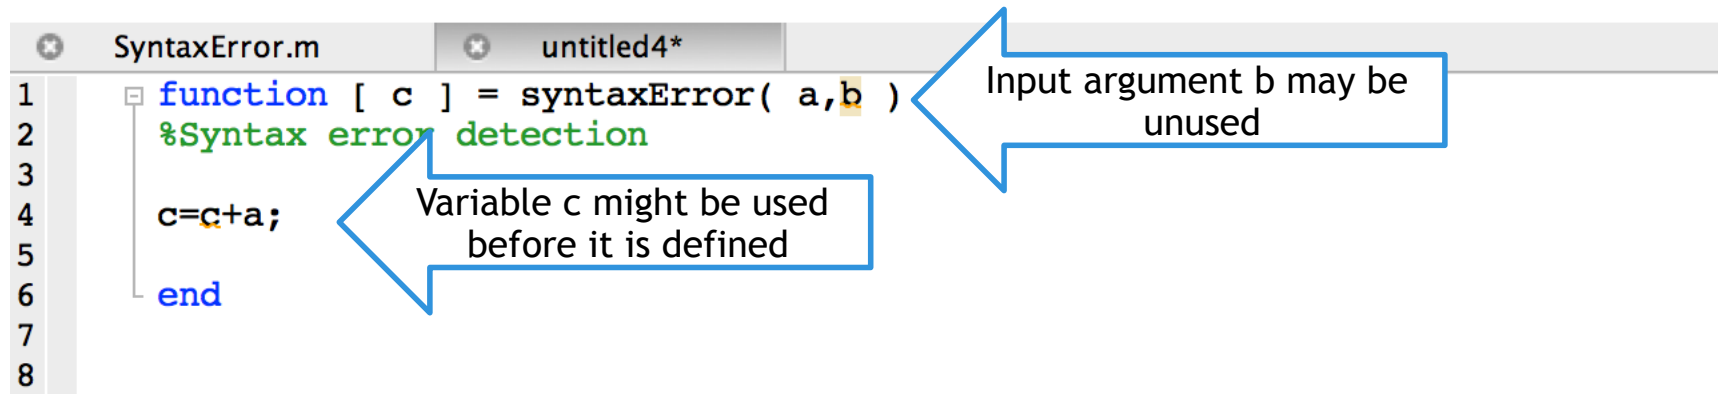 SyntaxError.m untitled4*
1 function [ c ] = syntaxError( a,b )
Input argument b may be
unused
2 %Syntax error detection
3
Variable c might be used
before it is defined
4 c=c+a;
5
6 end
7
8